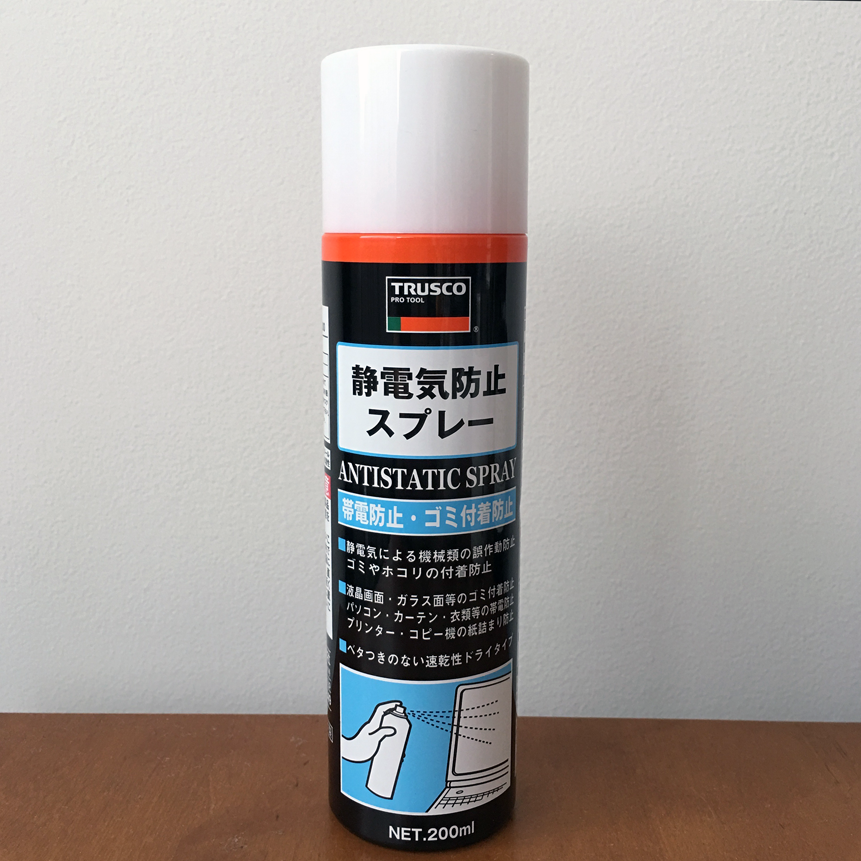 TRUSCO
PRO TOOL
®
静電気防止
スプレー
ANTISTATIC SPRAY
帯電防止・ゴミ付着防止
■静電気による機械類の誤作動防止
ゴミやホコリの付着防止
■液晶画面・ガラス面等のゴミ付着防止
パソコン・カーテン・衣類等の帯電防止
プリンター・コピー機の紙詰まり防止
■ベタつきのない速乾性ドライタイプ
NET.200ml